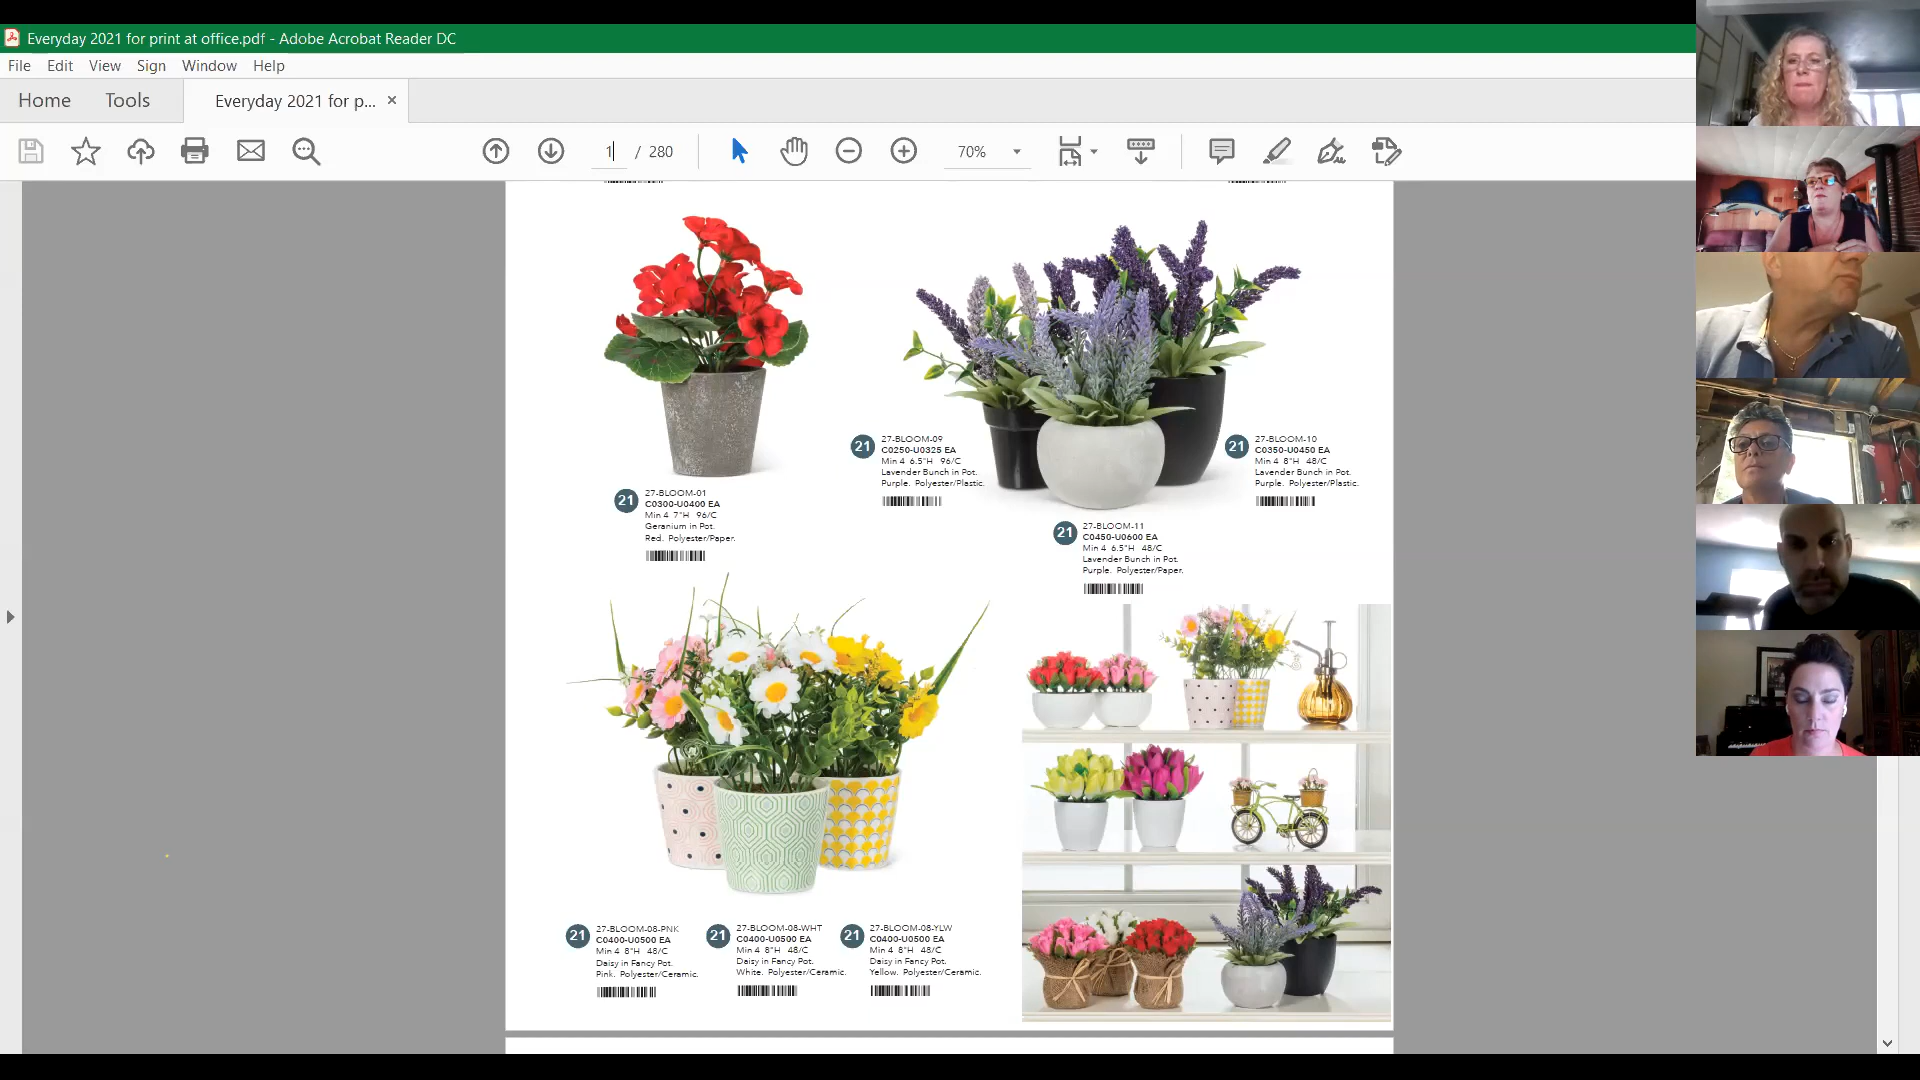 Everyday 2021 for print at office.pdf - Adobe Acrobat Reader DC
File Edit View Sign Window Help
Home Tools Everyday 2021 for p... ×
1 / 280 70%
21 27-BLOOM-09
C0250-U0325 EA
Min 4 6.5"H 96/C
Lavender Bunch in Pot.
Purple. Polyester/Plastic.
21 27-BLOOM-10
C0350-U0450 EA
Min 4 8"H 48/C
Lavender Bunch in Pot.
Purple. Polyester/Plastic.
21 27-BLOOM-01
C0300-U0400 EA
Min 4 7"H 96/C
Geranium in Pot.
Red. Polyester/Paper.
21 27-BLOOM-11
C0450-U0600 EA
Min 4 6.5"H 48/C
Lavender Bunch in Pot.
Purple. Polyester/Paper.
21 27-BLOOM-08-PNK
C0400-U0500 EA
Min 4 8"H 48/C
Daisy in Fancy Pot.
Pink. Polyester/Ceramic.
21 27-BLOOM-08-WHT
C0400-U0500 EA
Min 4 8"H 48/C
Daisy in Fancy Pot.
White. Polyester/Ceramic.
21 27-BLOOM-08-YLW
C0400-U0500 EA
Min 4 8"H 48/C
Daisy in Fancy Pot.
Yellow. Polyester/Ceramic.